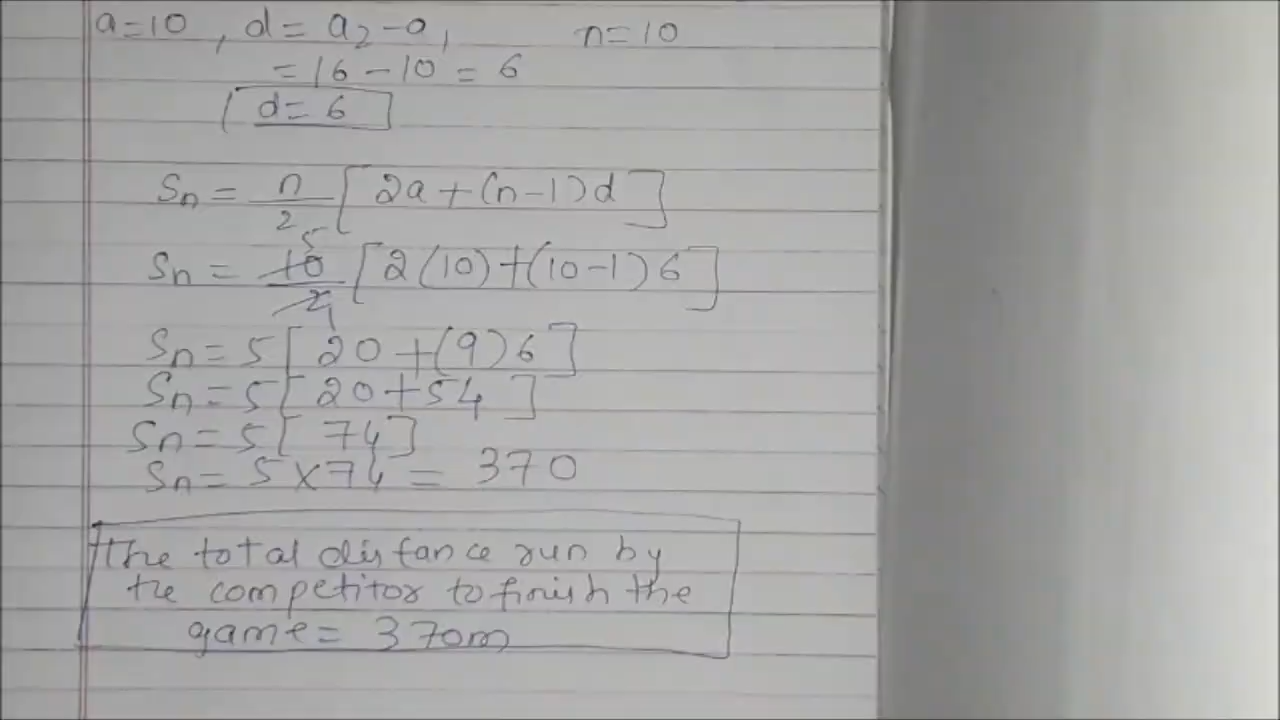 a=10 , d= a₂-a₁ n=10
=16-10 = 6
d= 6
Sn = n/2 [2a+(n-1)d]
Sn = 10/2 [2(10)+(10-1)6] 5 1
Sn = 5[20+(9)6]
Sn = 5[20+54]
Sn = 5[74]
Sn = 5×74 = 370
The total distance run by
the competitor to finish the
game = 370m